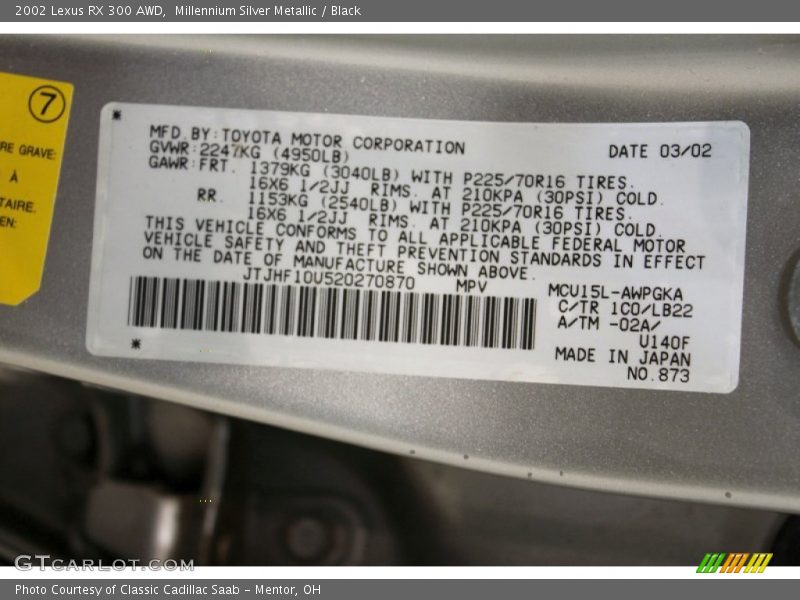 2002 Lexus RX 300 AWD, Millennium Silver Metallic / Black
7
RE GRAVE:
À
TAIRE.
EN:
MFD.BY:TOYOTA MOTOR CORPORATION DATE 03/02
GVWR:2247KG (4950LB)
GAWR:FRT. 1379KG (3040LB) WITH P225/70R16 TIRES.
16X6 1/2JJ RIMS. AT 210KPA (30PSI) COLD.
RR. 1153KG (2540LB) WITH P225/70R16 TIRES.
16X6 1/2JJ RIMS. AT 210KPA (30PSI) COLD.
THIS VEHICLE CONFORMS TO ALL APPLICABLE FEDERAL MOTOR
VEHICLE SAFETY AND THEFT PREVENTION STANDARDS IN EFFECT
ON THE DATE OF MANUFACTURE SHOWN ABOVE.
JTJHF10U520270870 MPV
MCU15L-AWPGKA
C/TR 1C0/LB22
A/TM -02A/
U140F
MADE IN JAPAN
NO.873
GTCARLOT.COM
Photo Courtesy of Classic Cadillac Saab - Mentor, OH